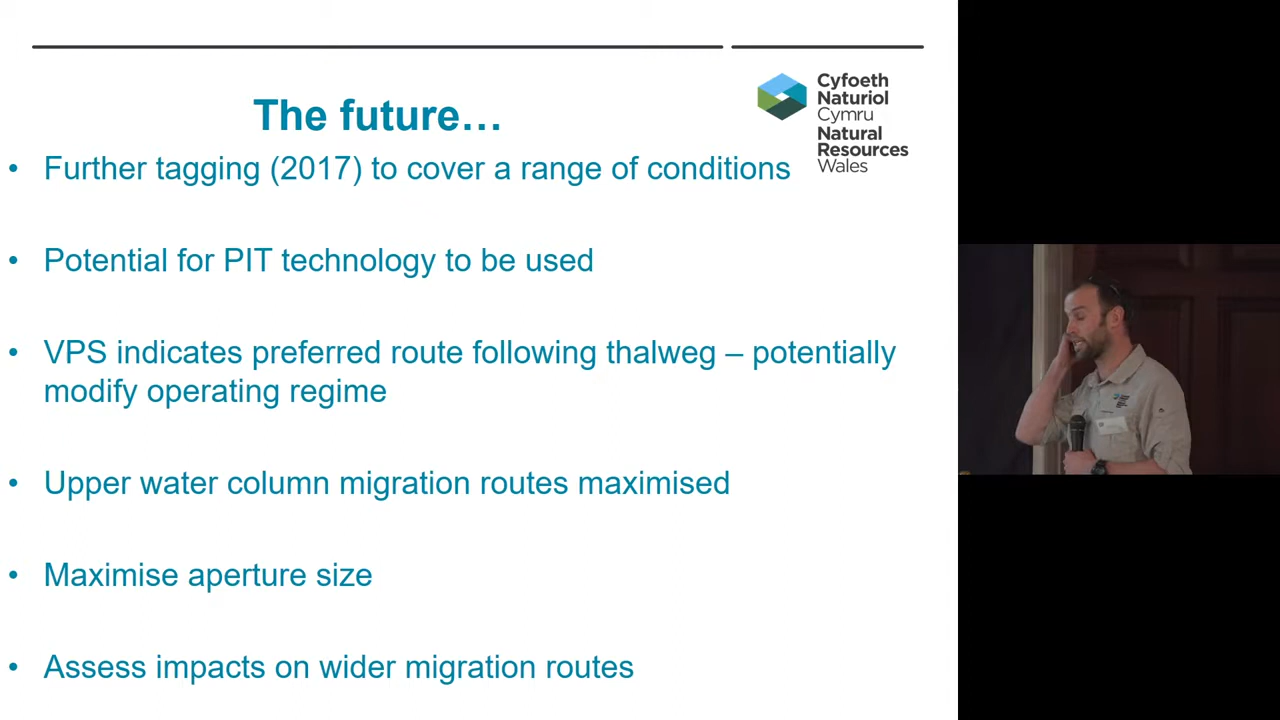 Cyfoeth
Naturiol
Cymru
Natural
Resources
Wales
The future…
• Further tagging (2017) to cover a range of conditions
• Potential for PIT technology to be used
• VPS indicates preferred route following thalweg – potentially
modify operating regime
• Upper water column migration routes maximised
• Maximise aperture size
• Assess impacts on wider migration routes